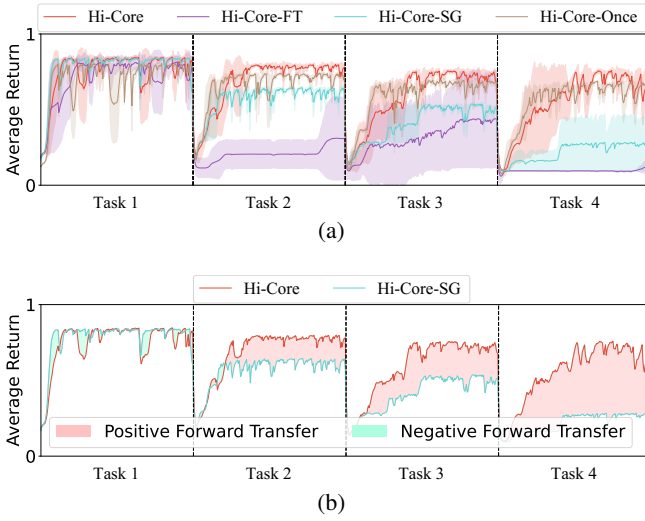 Hi-Core Hi-Core-FT Hi-Core-SG Hi-Core-Once
1
Average Return
0
Task 1 Task 2 Task 3 Task 4
(a)
Hi-Core Hi-Core-SG
1
Average Return
Positive Forward Transfer Negative Forward Transfer
0
Task 1 Task 2 Task 3 Task 4
(b)